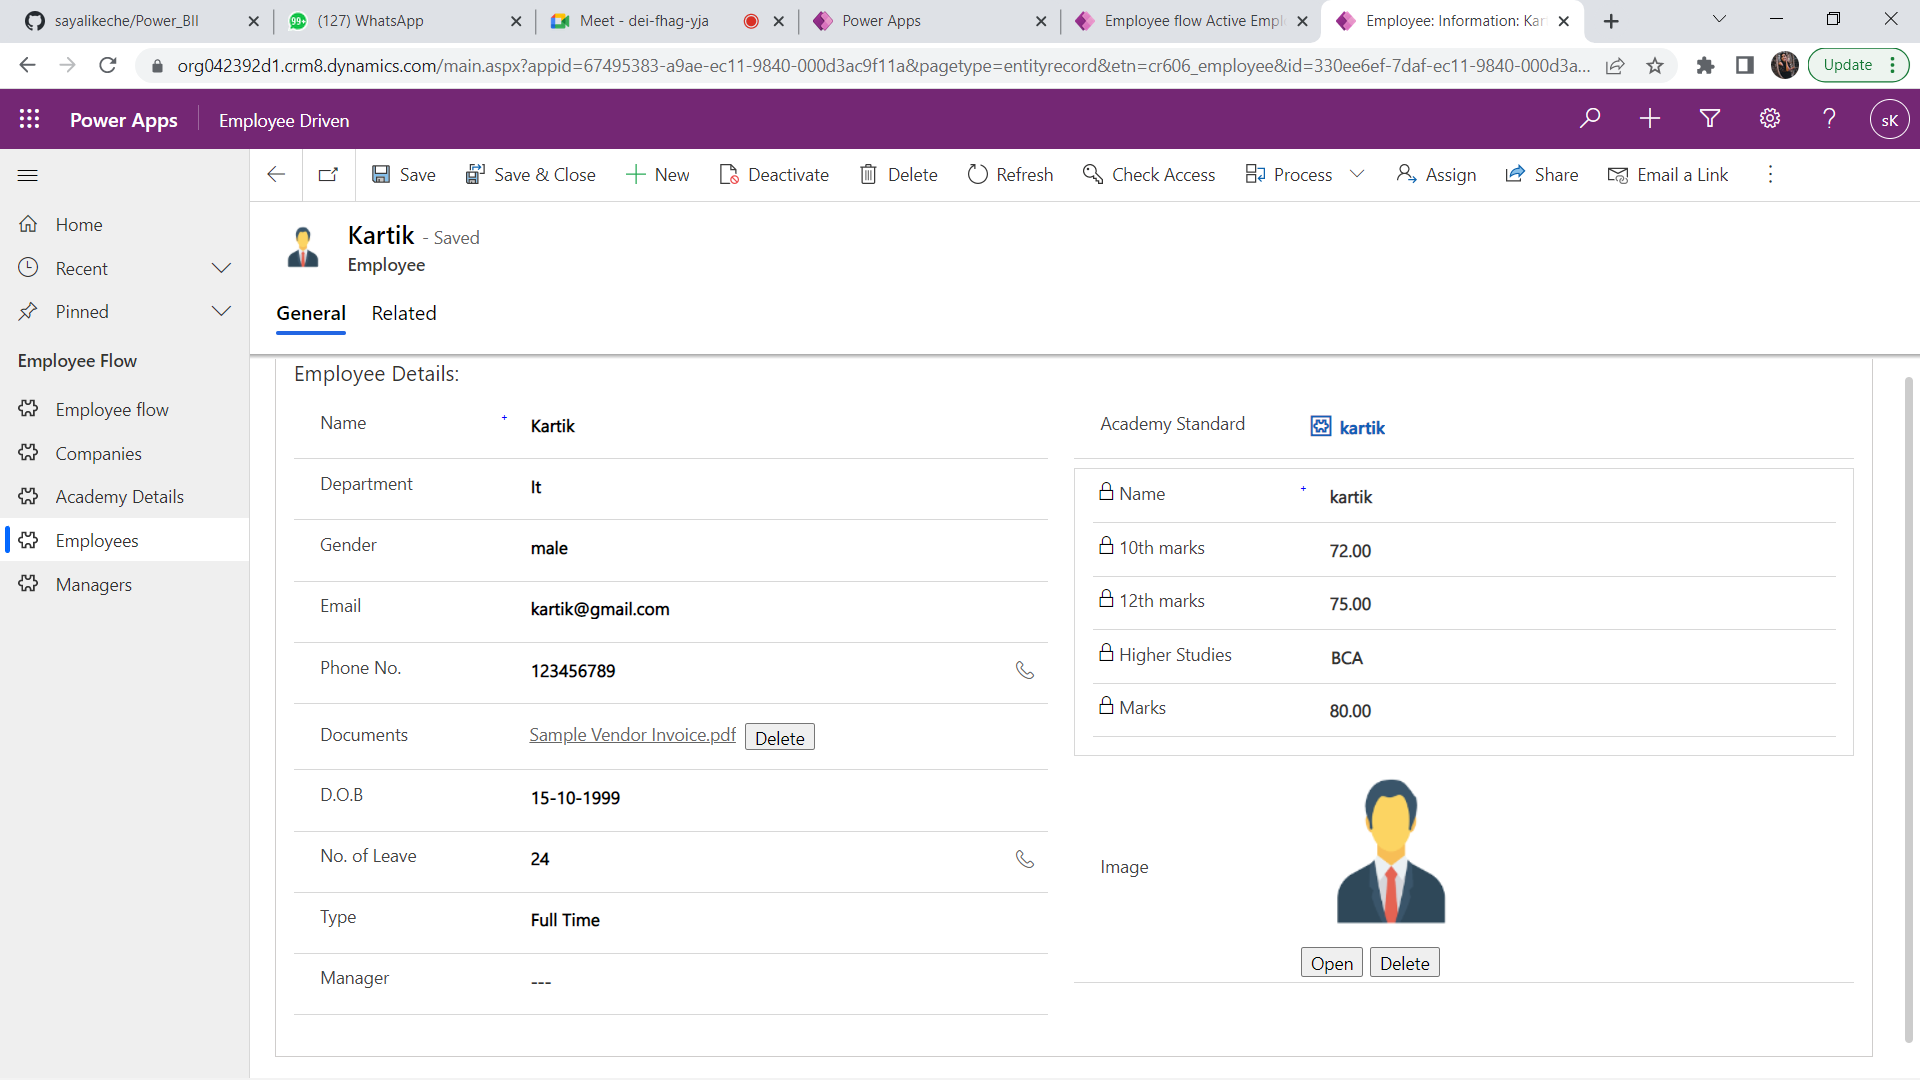 sayalikeche/Power_BII
99+ (127) WhatsApp
Meet - dei-fhag-yja
Power Apps
Employee flow Active Empl
Employee: Information: Kar
org042392d1.crm8.dynamics.com/main.aspx?appid=67495383-a9ae-ec11-9840-000d3ac9f11a&pagetype=entityrecord&etn=cr606_employee&id=330ee6ef-7daf-ec11-9840-000d3a...
Update
Power Apps
Employee Driven
sK
Save
Save & Close
New
Deactivate
Delete
Refresh
Check Access
Process
Assign
Share
Email a Link
Home
Recent
Pinned
Employee Flow
Employee flow
Companies
Academy Details
Employees
Managers
Kartik - Saved
Employee
General
Related
Employee Details:
Name + Kartik
Department It
Gender male
Email kartik@gmail.com
Phone No. 123456789
Documents Sample Vendor Invoice.pdf Delete
D.O.B 15-10-1999
No. of Leave 24
Type Full Time
Manager ---
Academy Standard kartik
Name + kartik
10th marks 72.00
12th marks 75.00
Higher Studies BCA
Marks 80.00
Image
Open Delete